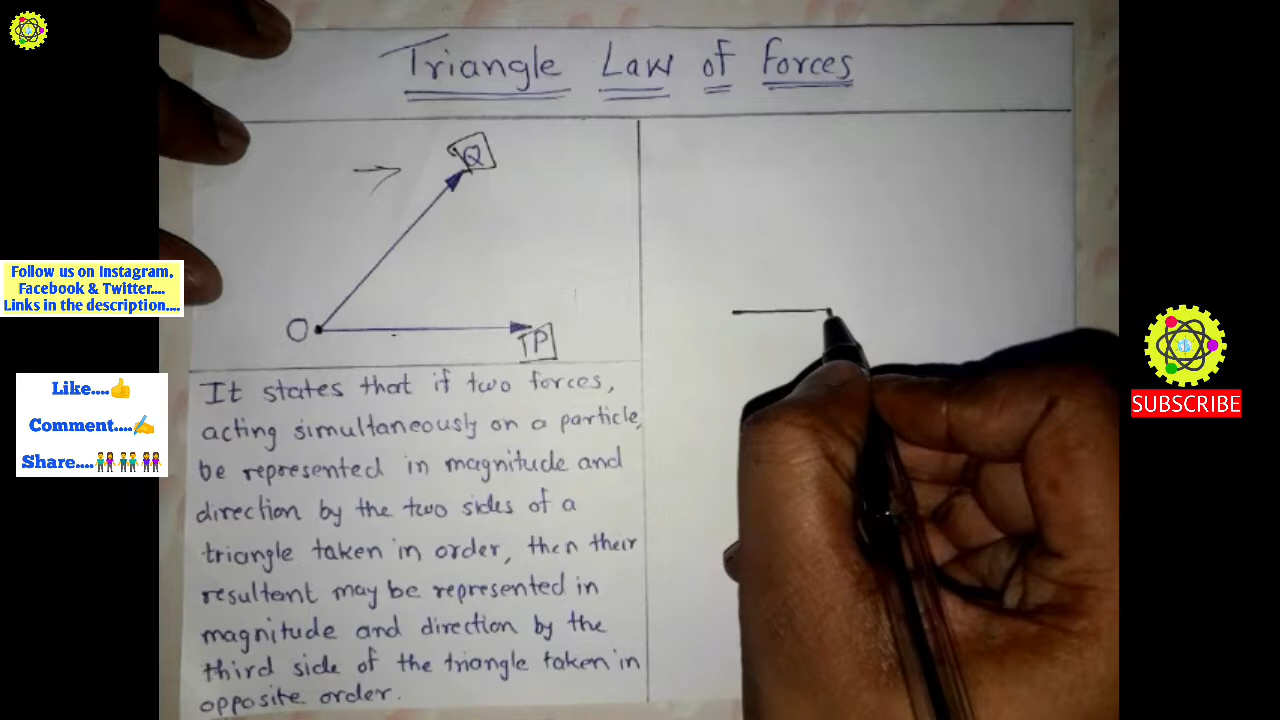 Triangle Law of Forces
Q
O
P
It states that if two forces,
acting simultaneously on a particle,
be represented in magnitude and
direction by the two sides of a
triangle taken in order, then their
resultant may be represented in
magnitude and direction by the
third side of the triangle taken in
opposite order.
Follow us on Instagram,
Facebook & Twitter....
Links in the description....
Like....👍
Comment....✍
Share....👫👬👭
SUBSCRIBE